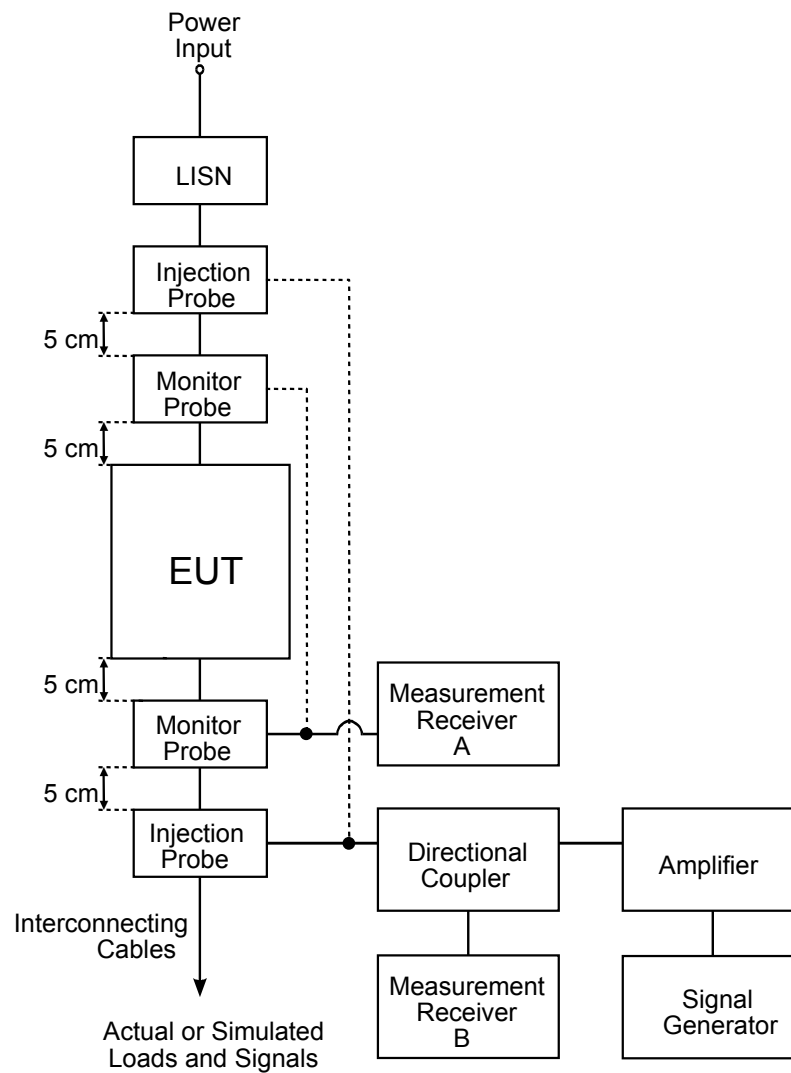 Power
Input
LISN
Injection
Probe
5 cm
Monitor
Probe
5 cm
EUT
5 cm
Monitor
Probe
Measurement
Receiver
A
5 cm
Injection
Probe
Directional
Coupler
Amplifier
Interconnecting
Cables
Measurement
Receiver
B
Signal
Generator
Actual or Simulated
Loads and Signals